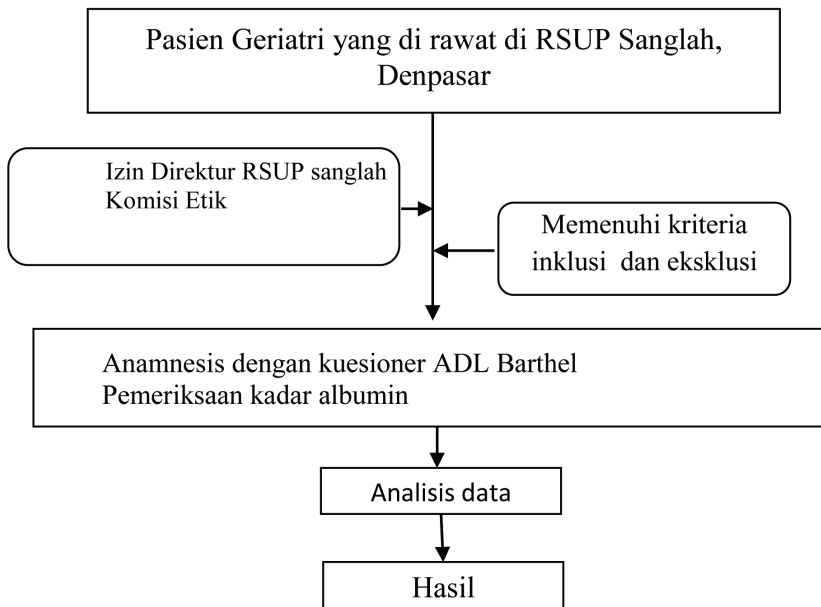 Pasien Geriatri yang di rawat di RSUP Sanglah,
Denpasar
Izin Direktur RSUP sanglah
Komisi Etik
Memenuhi kriteria
inklusi dan eksklusi
Anamnesis dengan kuesioner ADL Barthel
Pemeriksaan kadar albumin
Analisis data
Hasil